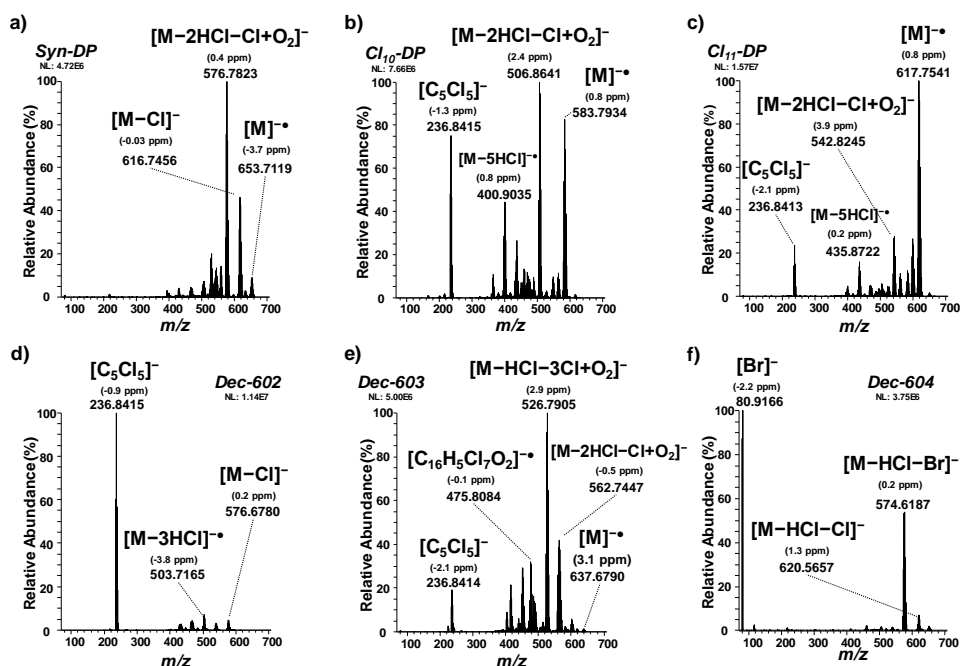 a)
Syn-DP
NL: 4.72E6
[M−2HCl−Cl+O₂]⁻
(0.4 ppm)
576.7823
[M−Cl]⁻
(-0.03 ppm)
616.7456
[M]⁻•
(-3.7 ppm)
653.7119
Relative Abundance (%)
100
80
60
40
20
0
100 200 300 400 500 600 700
m/z
b)
Cl₁₀-DP
NL: 7.66E6
[M−2HCl−Cl+O₂]⁻
(2.4 ppm)
506.8641
[C₅Cl₅]⁻
(-1.3 ppm)
236.8415
[M]⁻•
(0.8 ppm)
583.7934
[M−5HCl]⁻•
(0.8 ppm)
400.9035
Relative Abundance (%)
100
80
60
40
20
0
100 200 300 400 500 600 700
m/z
c)
Cl₁₁-DP
NL: 1.57E7
[M]⁻•
(0.8 ppm)
617.7541
[M−2HCl−Cl+O₂]⁻
(3.9 ppm)
542.8245
[C₅Cl₅]⁻
(-2.1 ppm)
236.8413
[M−5HCl]⁻•
(0.2 ppm)
435.8722
Relative Abundance (%)
100
80
60
40
20
0
100 200 300 400 500 600 700
m/z
d)
[C₅Cl₅]⁻
(-0.9 ppm)
236.8415
Dec-602
NL: 1.14E7
[M−Cl]⁻
(0.2 ppm)
576.6780
[M−3HCl]⁻•
(-3.8 ppm)
503.7165
Relative Abundance (%)
100
80
60
40
20
0
100 200 300 400 500 600 700
m/z
e)
Dec-603
NL: 5.00E6
[M−HCl−3Cl+O₂]⁻
(2.9 ppm)
526.7905
[C₁₆H₅Cl₇O₂]⁻•
(-0.1 ppm)
475.8084
[M−2HCl−Cl+O₂]⁻
(-0.5 ppm)
562.7447
[C₅Cl₅]⁻
(-2.1 ppm)
236.8414
[M]⁻•
(3.1 ppm)
637.6790
Relative Abundance (%)
100
80
60
40
20
0
100 200 300 400 500 600 700
m/z
f)
[Br]⁻
(-2.2 ppm)
80.9166
Dec-604
NL: 3.75E6
[M−HCl−Br]⁻
(0.2 ppm)
574.6187
[M−HCl−Cl]⁻
(1.3 ppm)
620.5657
Relative Abundance (%)
100
80
60
40
20
0
100 200 300 400 500 600 700
m/z